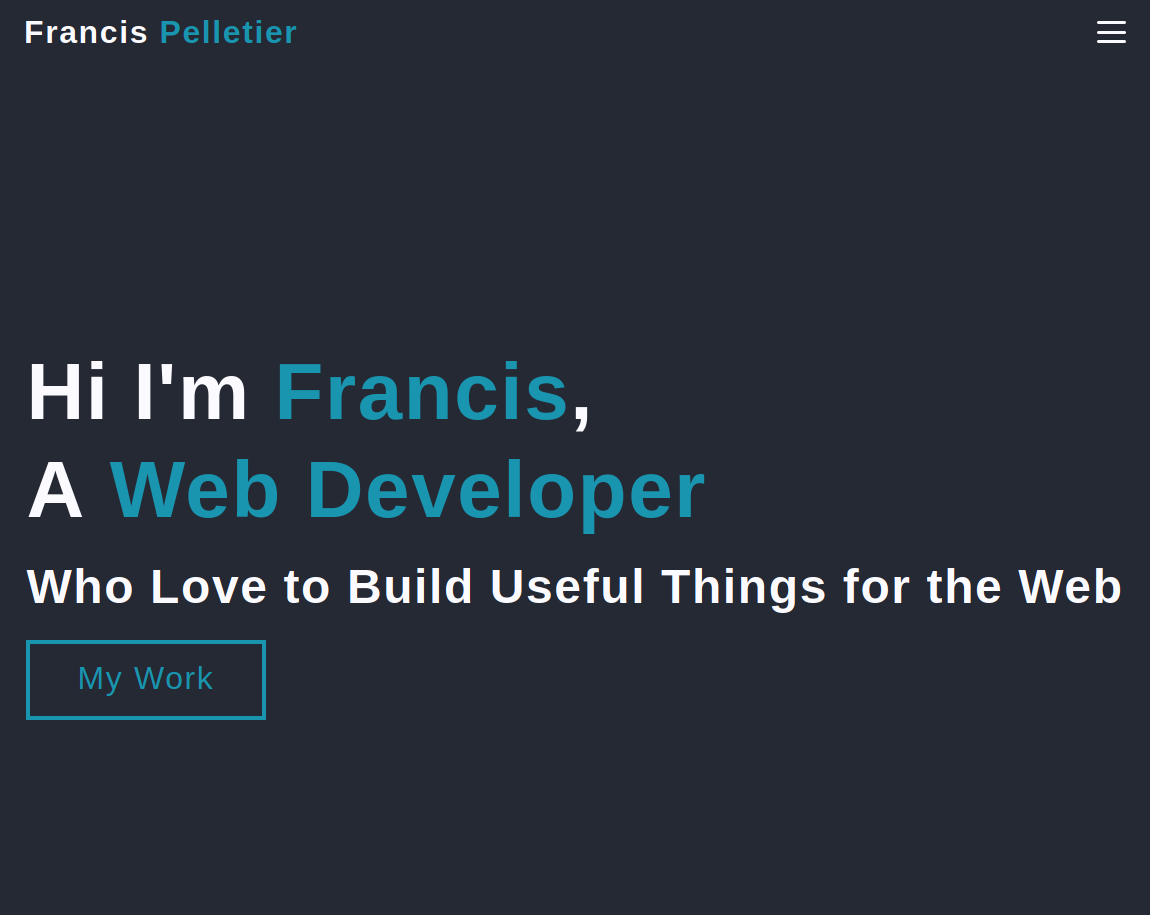 Francis Pelletier
Hi I'm Francis,
A Web Developer
Who Love to Build Useful Things for the Web
My Work